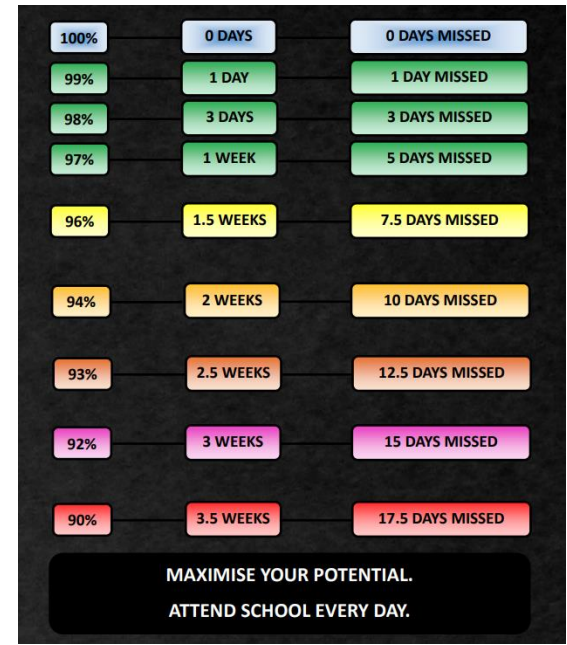 100% 0 DAYS 0 DAYS MISSED
99% 1 DAY 1 DAY MISSED
98% 3 DAYS 3 DAYS MISSED
97% 1 WEEK 5 DAYS MISSED
96% 1.5 WEEKS 7.5 DAYS MISSED
94% 2 WEEKS 10 DAYS MISSED
93% 2.5 WEEKS 12.5 DAYS MISSED
92% 3 WEEKS 15 DAYS MISSED
90% 3.5 WEEKS 17.5 DAYS MISSED
MAXIMISE YOUR POTENTIAL.
ATTEND SCHOOL EVERY DAY.